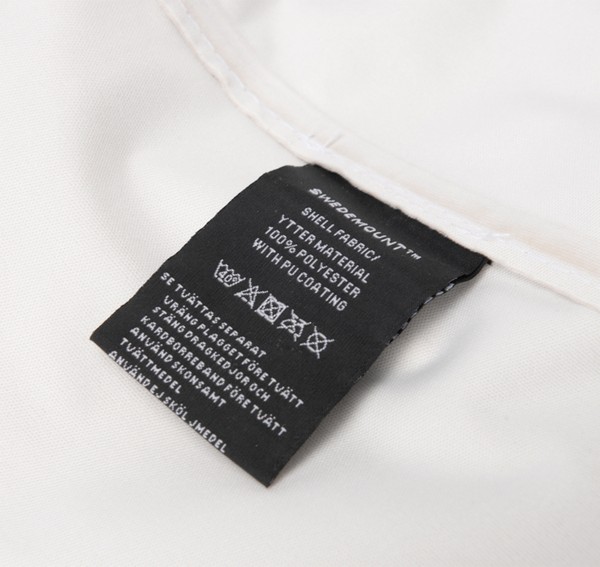 SWEDEMOUNT™
SHELL FABRIC/
YTTER MATERIAL
100% POLYESTER
WITH PU COATING
40°
SE TVÄTTAS SEPARAT
VRÄNG PLAGGET FÖRE TVÄTT
STÄNG DRAGKEDJOR OCH
KARDBORREBAND FÖRE TVÄTT
ANVÄND SKONSAMT
TVÄTTMEDEL
ANVÄND EJ SKÖLJMEDEL